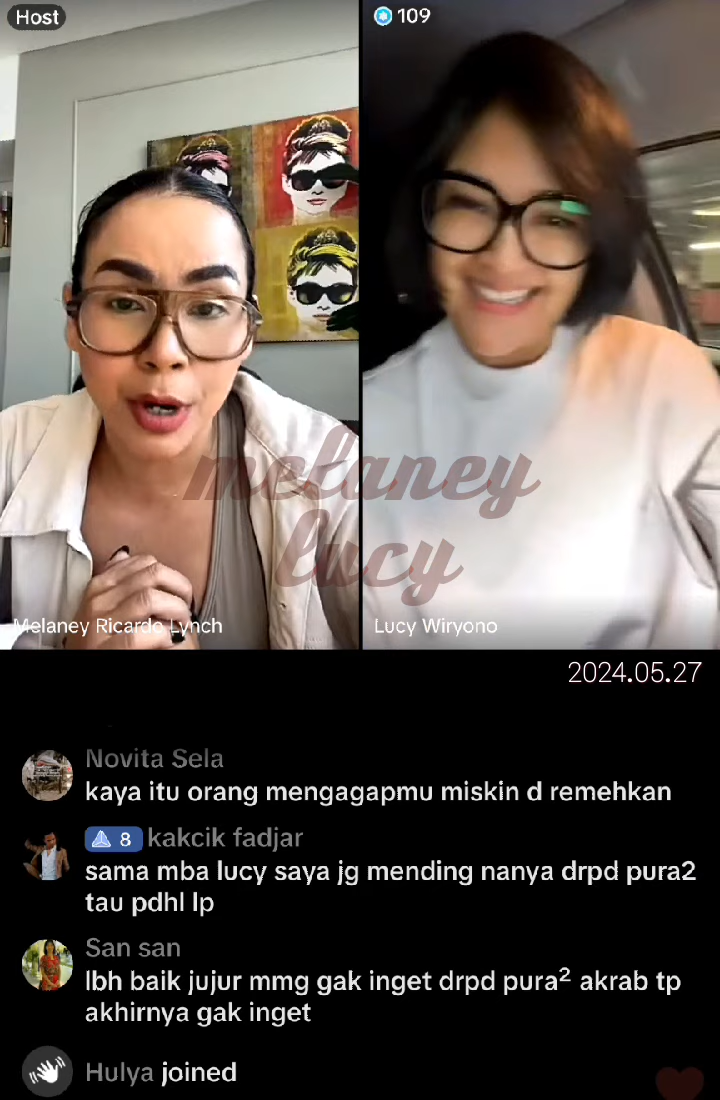 Host
109
melaney
lucy
Melaney Ricardo Lynch
Lucy Wiryono
2024.05.27
Novita Sela
kaya itu orang mengagapmu miskin d remehkan
8 kakcik fadjar
sama mba lucy saya jg mending nanya drpd pura2
tau pdhl lp
San san
lbh baik jujur mmg gak inget drpd pura² akrab tp
akhirnya gak inget
Hulya joined